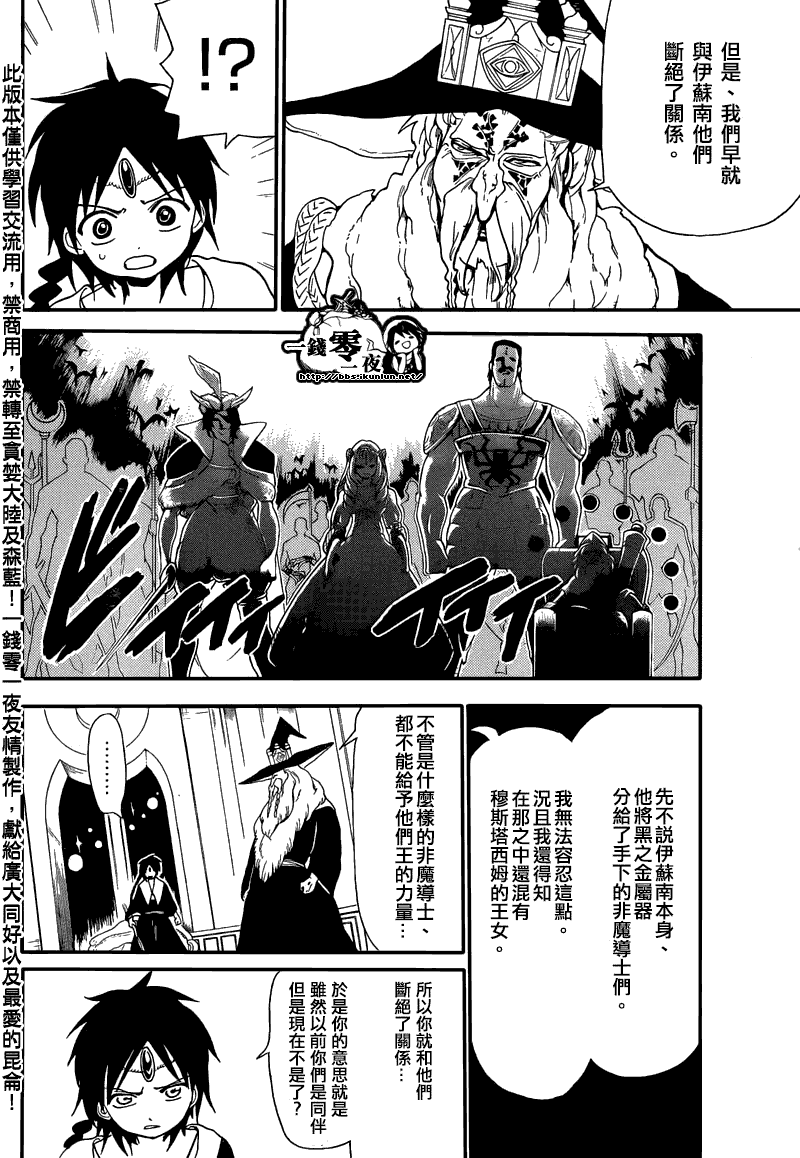 但是、我們早就
與伊蘇南他們
斷絕了關係。
!?
一錢零一夜
http://bbs.ikunlun.net/
ビイイイイ
先不說伊蘇南本身、
他將黑之金屬器
分給了手下的非魔導士們。
我無法容忍這點。
況且我還得知
在那之中還混有
穆斯塔西姆的王女。
不管是什麼樣的非魔導士、
都不能給予他們王的力量…
………
所以你就和他們
斷絕了關係…
於是你的意思就是
雖然以前你們是同伴
但是現在不是了?
此版本僅供學習交流用，禁商用，禁轉至貪婪大陸及森藍！一錢零一夜友情製作，獻給廣大同好以及最愛的昆侖！